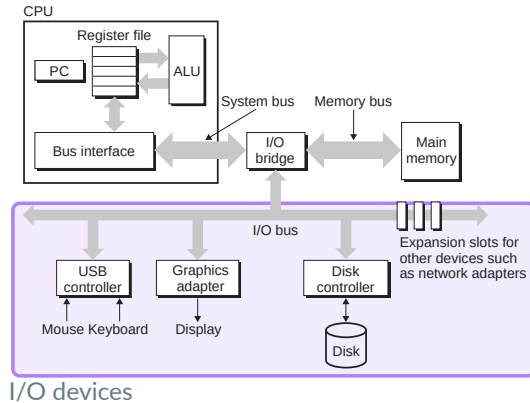 CPU
Register file
PC
ALU
System bus
Memory bus
Bus interface
I/O
bridge
Main
memory
I/O bus
Expansion slots for
other devices such
as network adapters
USB
controller
Graphics
adapter
Disk
controller
Mouse Keyboard
Display
Disk
I/O devices